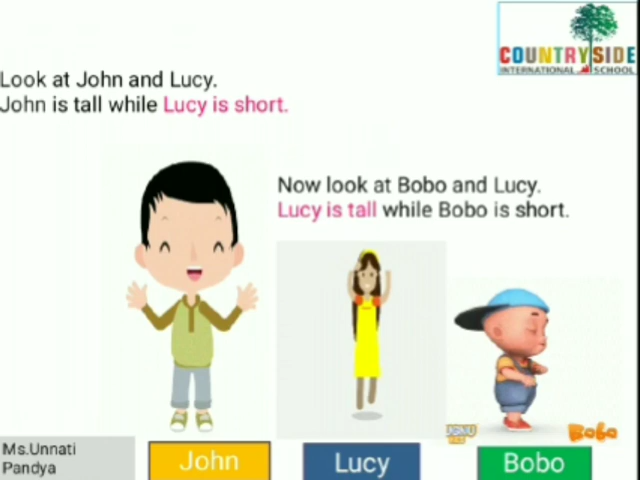 COUNTRYSIDE
INTERNATIONAL SCHOOL
Look at John and Lucy.
John is tall while Lucy is short.
Now look at Bobo and Lucy.
Lucy is tall while Bobo is short.
Bobo
Ms.Unnati
Pandya
John
Lucy
Bobo